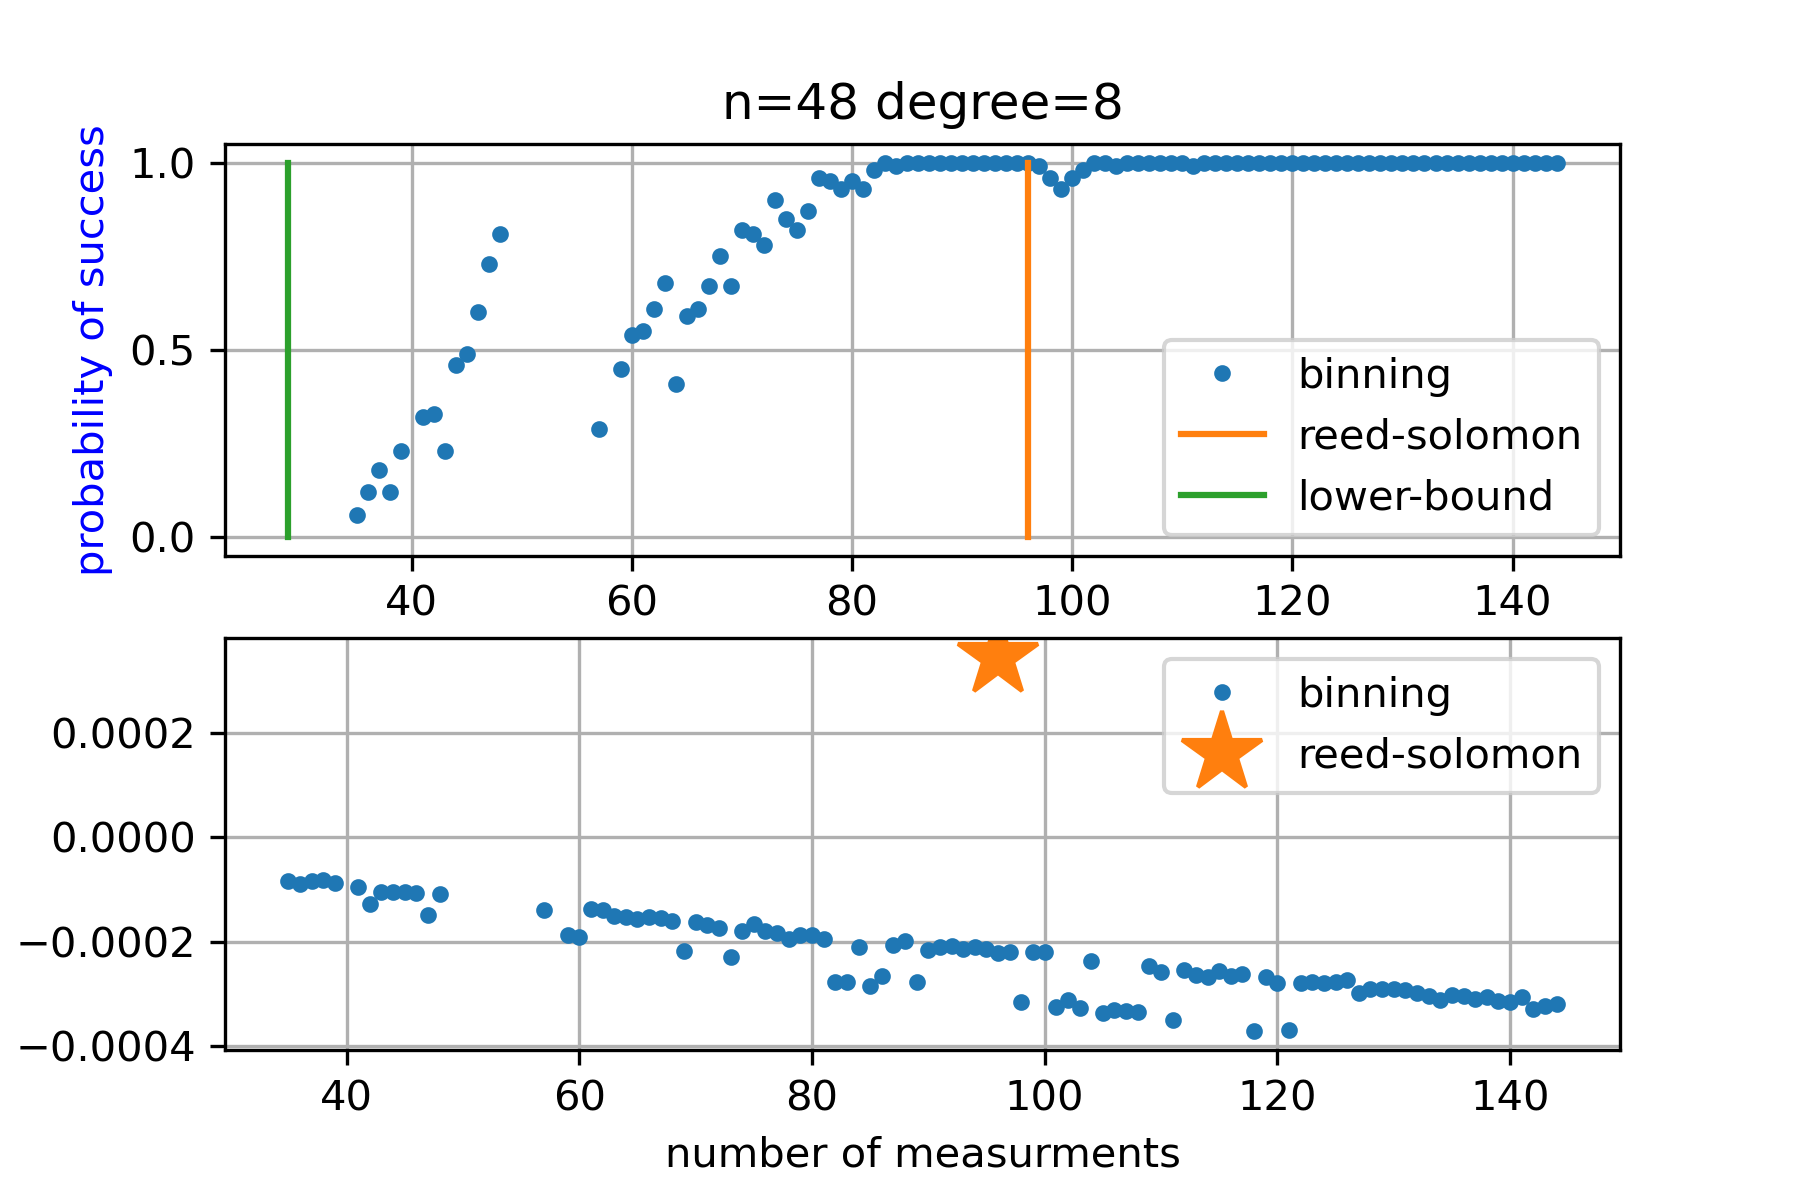 n=48 degree=8
probability of success
1.0
0.5
0.0
binning
reed-solomon
lower-bound
40 60 80 100 120 140
0.0002
0.0000
−0.0002
−0.0004
binning
reed-solomon
40 60 80 100 120 140
number of measurments